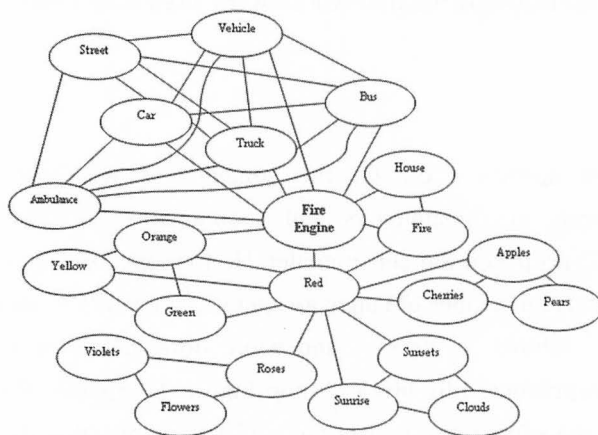 Vehicle
Street
Bus
Car
Truck
House
Ambulance
Fire
Engine
Fire
Orange
Yellow
Apples
Red
Cherries
Pears
Green
Violets
Roses
Sunsets
Flowers
Sunrise
Clouds